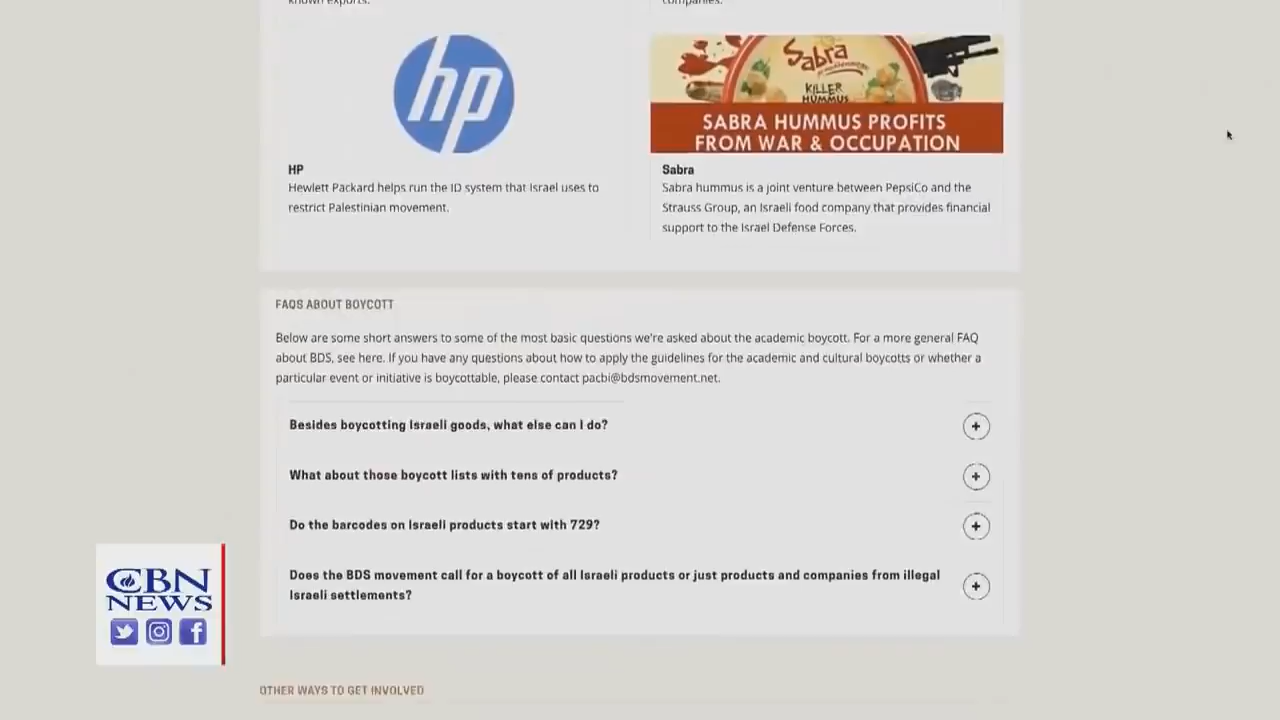 known exports.
companies.
hp
Sabra
KILLER
HUMMUS
SABRA HUMMUS PROFITS
FROM WAR & OCCUPATION
HP
Hewlett Packard helps run the ID system that Israel uses to
restrict Palestinian movement.
Sabra
Sabra hummus is a joint venture between PepsiCo and the
Strauss Group, an Israeli food company that provides financial
support to the Israel Defense Forces.
FAQS ABOUT BOYCOTT
Below are some short answers to some of the most basic questions we're asked about the academic boycott. For a more general FAQ
about BDS, see here. If you have any questions about how to apply the guidelines for the academic and cultural boycotts or whether a
particular event or initiative is boycottable, please contact pacbi@bdsmovement.net.
Besides boycotting Israeli goods, what else can I do?
What about those boycott lists with tens of products?
Do the barcodes on Israeli products start with 729?
Does the BDS movement call for a boycott of all Israeli products or just products and companies from illegal
Israeli settlements?
CBN
NEWS
OTHER WAYS TO GET INVOLVED